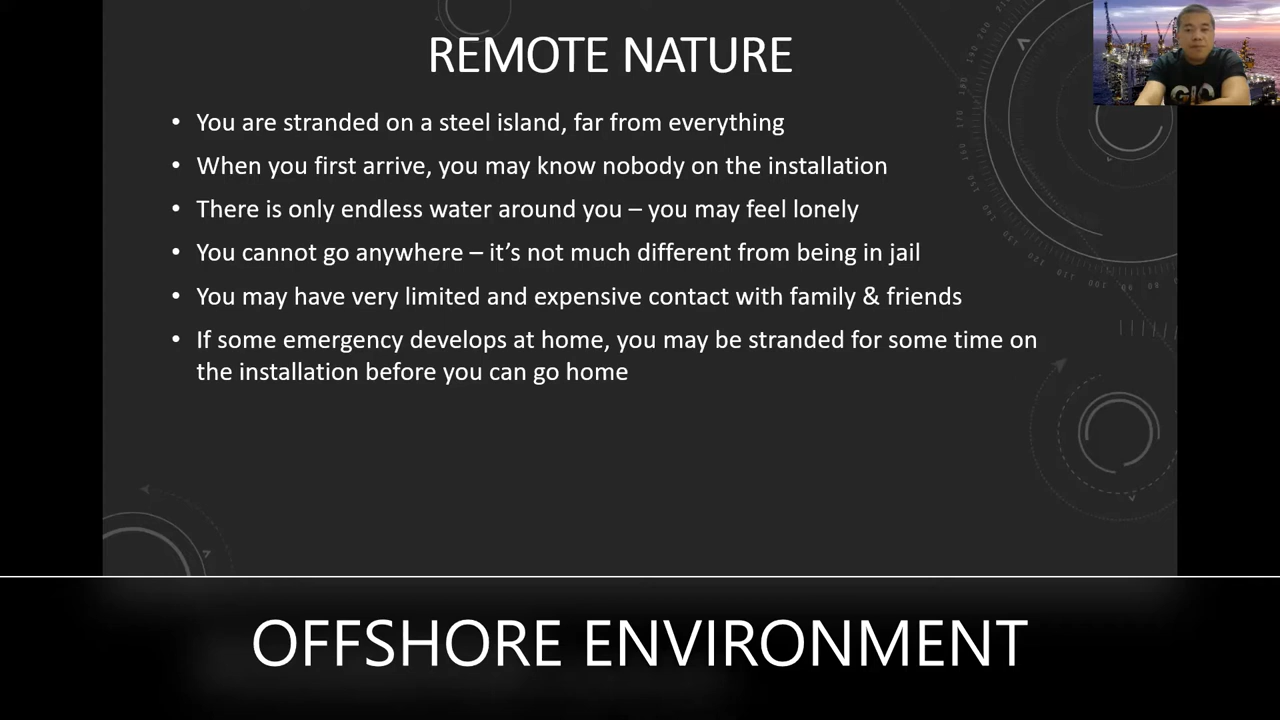 REMOTE NATURE
• You are stranded on a steel island, far from everything
• When you first arrive, you may know nobody on the installation
• There is only endless water around you – you may feel lonely
• You cannot go anywhere – it’s not much different from being in jail
• You may have very limited and expensive contact with family & friends
• If some emergency develops at home, you may be stranded for some time on
the installation before you can go home
OFFSHORE ENVIRONMENT